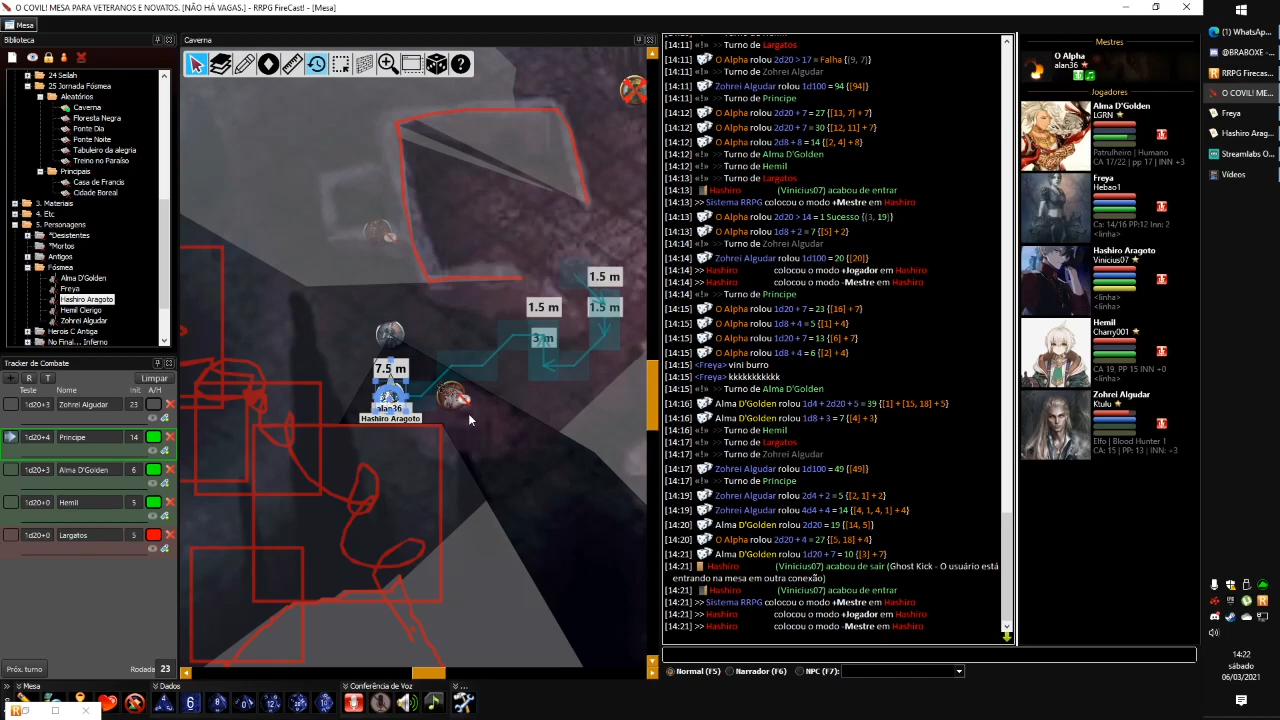 O COVIL! MESA PARA VETERANOS E NOVATOS. [NÃO HÁ VAGAS.] - RRPG FireCast! - [Mesa]
Mesa
Biblioteca
24 Seilah
25 Jornada Fósmea
Aleatórios
Caverna
Floresta Negra
Ponte Dia
Ponte Noite
Tabuleiro da alegria
Treino no Paraíso
Principais
Casa de Francis
Cidade Boreal
3. Materiais
4. Etc
5. Personagens
*Desistentes
*Mortos
Antigos
Fósmea
Alma D'Golden
Freya
Hashiro Aragoto
Hemil Clerigo
Zohrei Algudar
Herois C Antiga
No Final... Inferno
Tracker de Combate
+ R T Limpar
Teste Nome Init. A/H
1d20+3 Zohrei Algudar 23
1d20+4 Principe 14
1d20+3 Alma D'Golden 6
1d20+0 Hemil 5
1d20+0 Largatos 5
Próx. turno Rodada 23
Caverna
1.5 m
1.5 m
1.5 m
3 m
7.5 m
alan36
Hashiro Aragoto
[14:11] «!» Turno de Largatos
[14:11] O Alpha rolou 2d20 > 17 = Falha {(9, 7)}
[14:11] «!» >> Turno de Zohrei Algudar
[14:11] Zohrei Algudar rolou 1d100 = 94 {[94]}
[14:11] «!» >> Turno de Principe
[14:12] O Alpha rolou 2d20 + 7 = 27 {[13, 7] + 7}
[14:12] O Alpha rolou 1d20 + 7 = 30 {[12, 11] + 7}
[14:12] O Alpha rolou 2d8 + 8 = 14 {[2, 4] + 8}
[14:12] «!» >> Turno de Alma D'Golden
[14:12] «!» >> Turno de Hemil
[14:13] «!» >> Turno de Largatos
[14:13] Hashiro (Vinicius07) acabou de entrar
[14:13] >> Sistema RRPG colocou o modo +Mestre em Hashiro
[14:13] O Alpha rolou 2d20 > 14 = 1 Sucesso {(3, 19)}
[14:13] O Alpha rolou 1d8 + 2 = 7 {[5] + 2}
[14:14] «!» >> Turno de Zohrei Algudar
[14:14] Zohrei Algudar rolou 1d100 = 20 {[20]}
[14:14] >> Hashiro colocou o modo +Jogador em Hashiro
[14:14] >> Hashiro colocou o modo -Mestre em Hashiro
[14:14] «!» >> Turno de Principe
[14:15] O Alpha rolou 1d20 + 7 = 23 {[16] + 7}
[14:15] O Alpha rolou 1d8 + 4 = 5 {[1] + 4}
[14:15] O Alpha rolou 1d20 + 7 = 13 {[6] + 7}
[14:15] O Alpha rolou 1d8 + 4 = 6 {[2] + 4}
[14:15] <Freya> vini burro
[14:15] <Freya> kkkkkkkkkkk
[14:15] «!» >> Turno de Alma D'Golden
[14:16] Alma D'Golden rolou 1d4 + 2d20 + 5 = 39 {[1] + [15, 18] + 5}
[14:16] Alma D'Golden rolou 1d8 + 3 = 7 {[4] + 3}
[14:16] «!» >> Turno de Hemil
[14:17] «!» >> Turno de Largatos
[14:17] «!» >> Turno de Zohrei Algudar
[14:17] Zohrei Algudar rolou 1d100 = 49 {[49]}
[14:17] «!» >> Turno de Principe
[14:19] Zohrei Algudar rolou 2d4 + 2 = 5 {[2, 1] + 2}
[14:19] Zohrei Algudar rolou 4d4 + 4 = 14 {[4, 1, 4, 1] + 4}
[14:20] Alma D'Golden rolou 2d20 = 19 {[14, 5]}
[14:20] O Alpha rolou 2d20 + 4 = 27 {[5, 18] + 4}
[14:21] Alma D'Golden rolou 1d20 + 7 = 10 {[3] + 7}
[14:21] Hashiro (Vinicius07) acabou de sair (Ghost Kick - O usuário está
entrando na mesa em outra conexão)
[14:21] Hashiro (Vinicius07) acabou de entrar
[14:21] >> Sistema RRPG colocou o modo +Mestre em Hashiro
[14:21] >> Hashiro colocou o modo +Jogador em Hashiro
[14:21] >> Hashiro colocou o modo -Mestre em Hashiro
Normal (F5) Narrador (F6) NPC (F7):
Mesa Dados Conferência de Voz ...
Mestres
O Alpha
alan36
Jogadores
Alma D'Golden
LGRN
Patrulheiro | Humano
CA 17/22 | pp 17 | INN +3
Freya
Hebao1
Ca: 14/16 PP:12 Inn: 2
<linha>
Hashiro Aragoto
Vinicius07
<linha>
<linha>
Hemil
Charry001
CA 19, PP 15 INN +0
<linha>
Zohrei Algudar
Ktulu
Elfo | Blood Hunter 1
CA: 15 | PP: 13 | INN: +3
(1) WhatsAp...
@BRABOXE-...
RRPG Firecas...
O COVIL! ME...
Freya
Hashiro Arag...
Streamlabs O...
Vídeos
14:22
sábado
06/03/2021